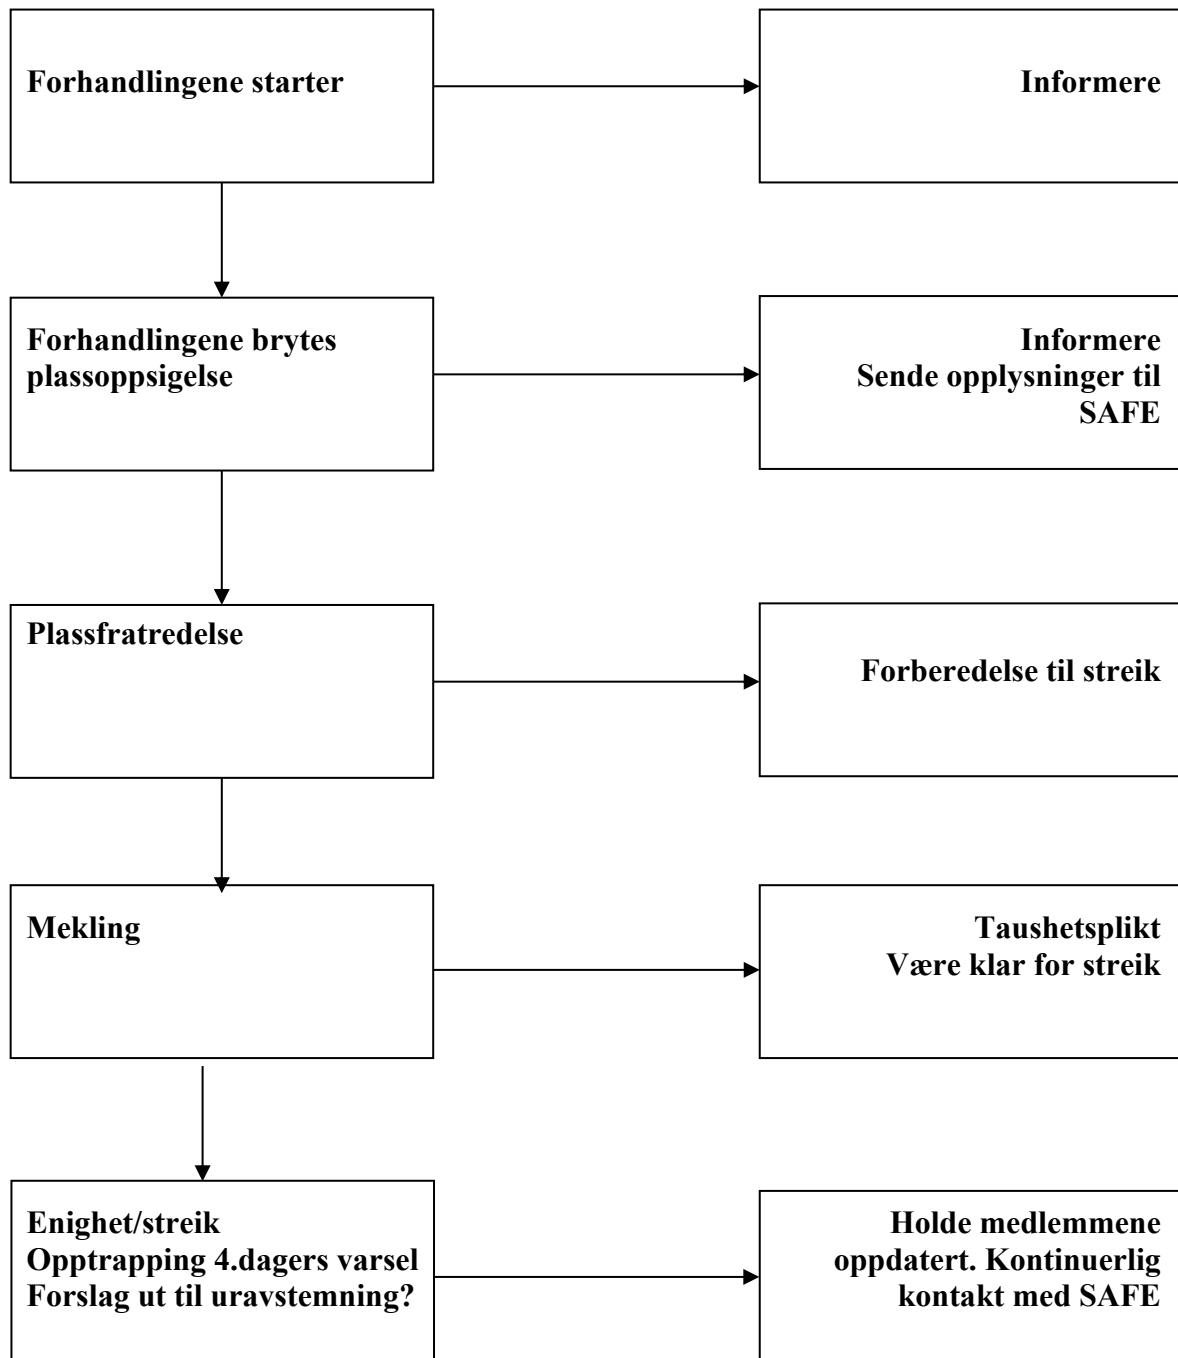 Forhandlingene starter
Informere
Forhandlingene brytes
plassoppsigelse
Informere
Sende opplysninger til
SAFE
Plassfratredelse
Forberedelse til streik
Mekling
Taushetsplikt
Være klar for streik
Enighet/streik
Opptrapping 4.dagers varsel
Forslag ut til uravstemning?
Holde medlemmene
oppdatert. Kontinuerlig
kontakt med SAFE